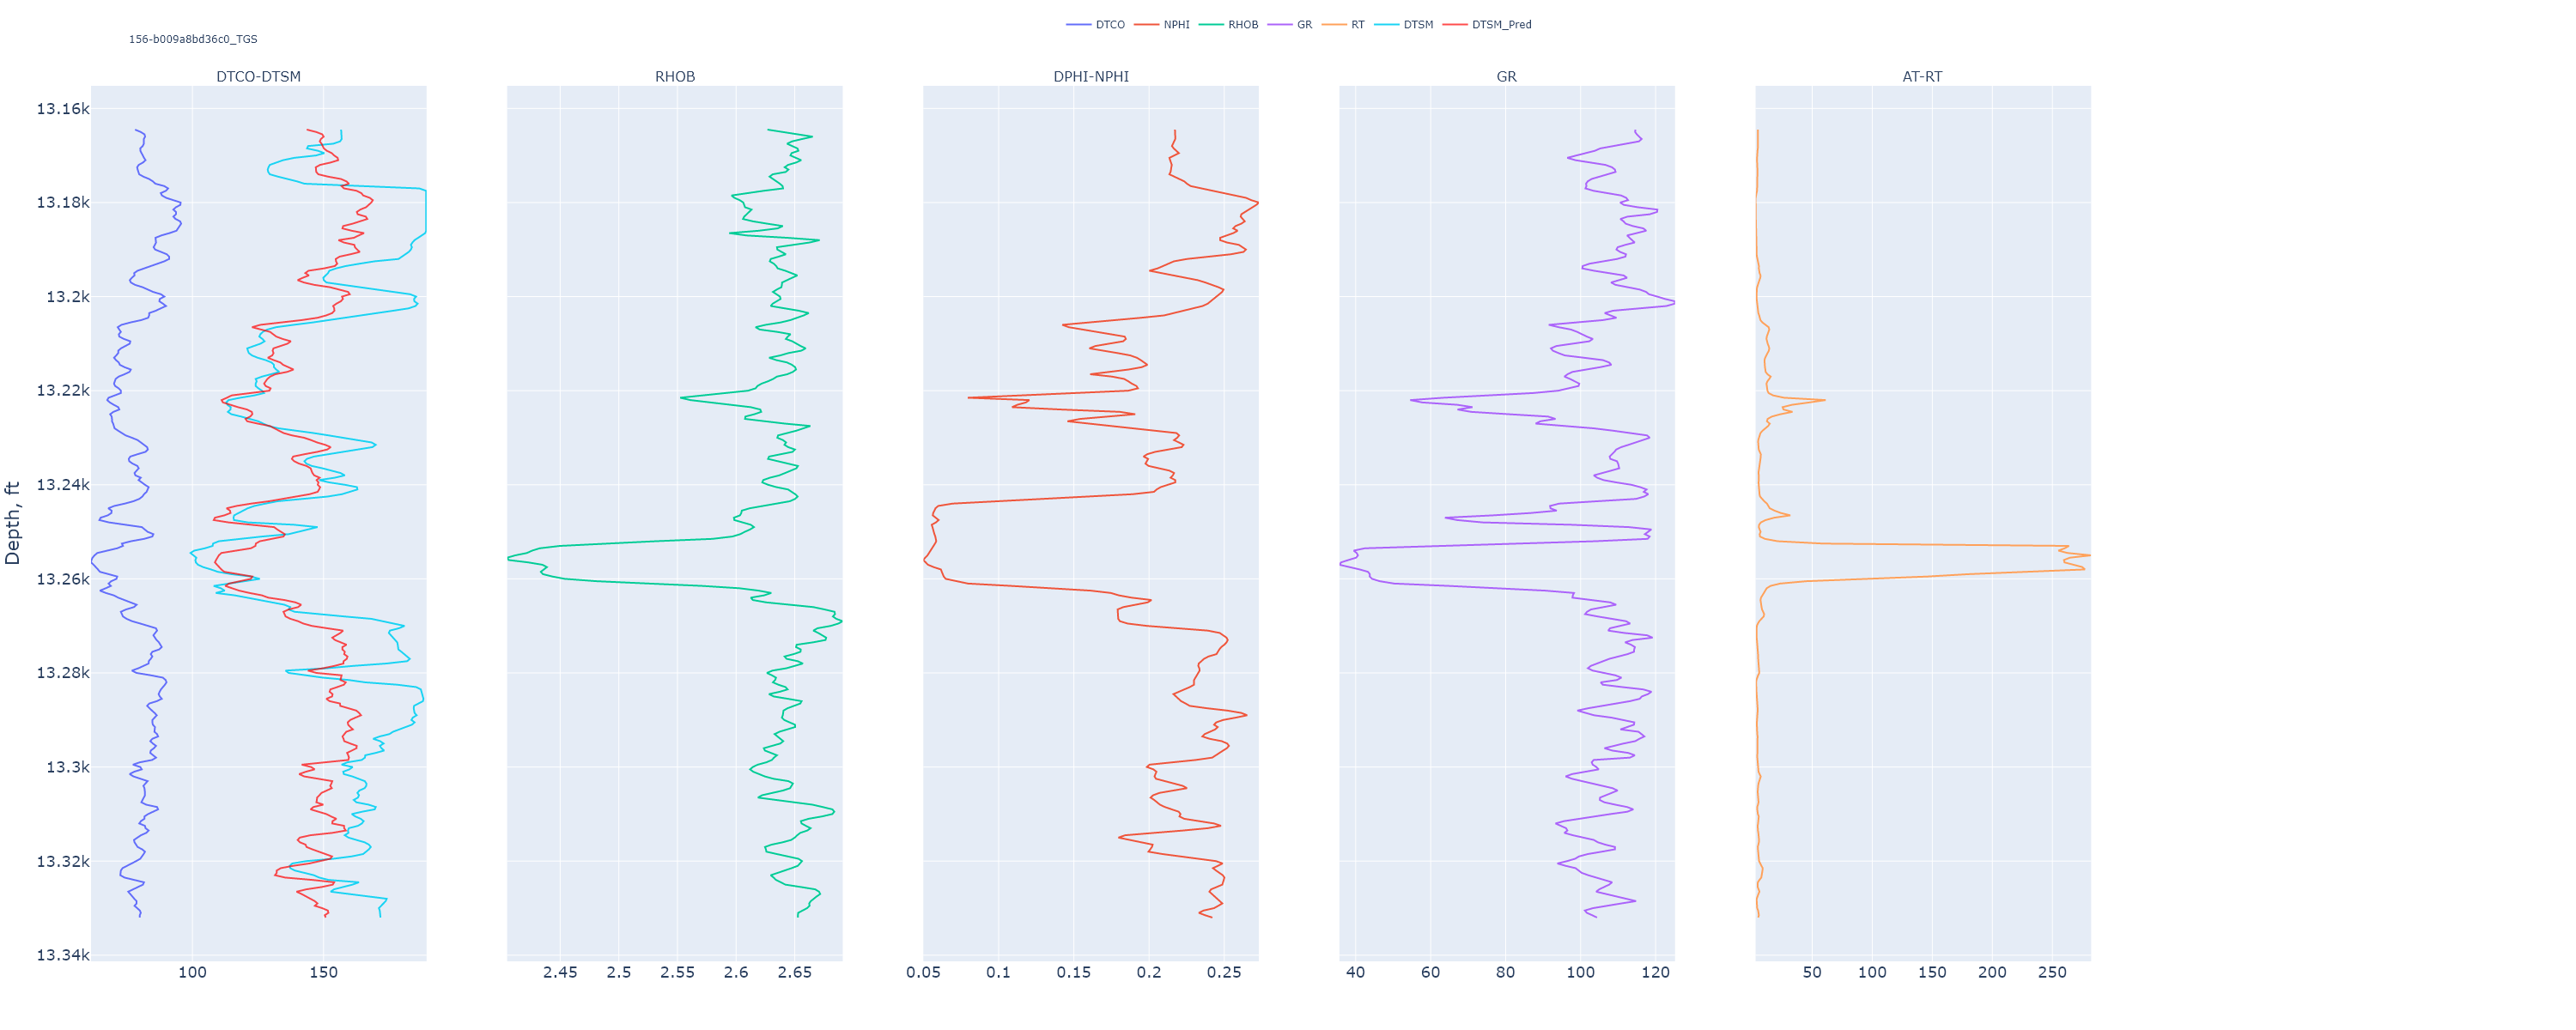 DTCO NPHI RHOB GR RT DTSM DTSM_Pred
156-b009a8bd36c0_TGS
DTCO-DTSM RHOB DPHI-NPHI GR AT-RT
13.16k
13.18k
13.2k
13.22k
13.24k
13.26k
13.28k
13.3k
13.32k
13.34k
Depth, ft
100 150 2.45 2.5 2.55 2.6 2.65 0.05 0.1 0.15 0.2 0.25 40 60 80 100 120 50 100 150 200 250